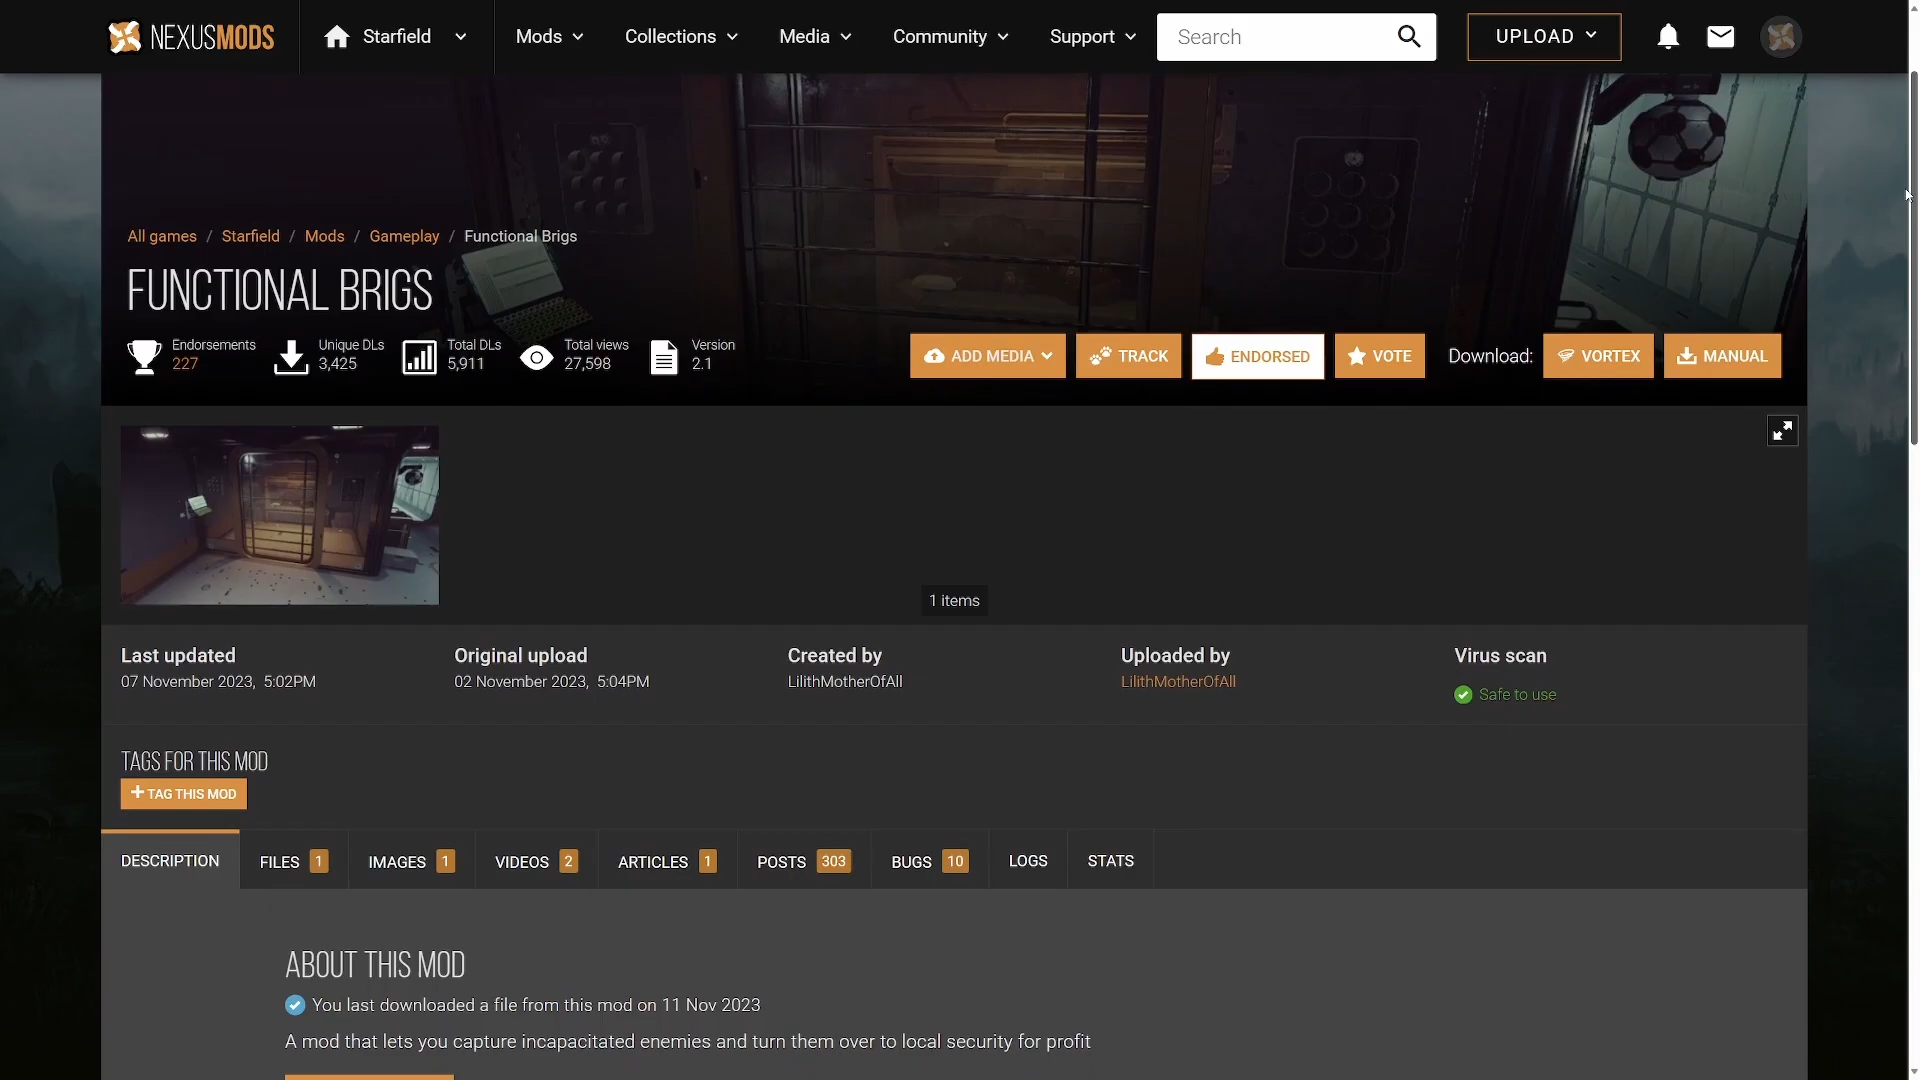 NEXUSMODS
Starfield
Mods
Collections
Media
Community
Support
Search
UPLOAD
All games / Starfield / Mods / Gameplay / Functional Brigs
FUNCTIONAL BRIGS
Endorsements
227
Unique DLs
3,425
Total DLs
5,911
Total views
27,598
Version
2.1
ADD MEDIA
TRACK
ENDORSED
VOTE
Download:
VORTEX
MANUAL
1 items
Last updated
07 November 2023, 5:02PM
Original upload
02 November 2023, 5:04PM
Created by
LilithMotherOfAll
Uploaded by
LilithMotherOfAll
Virus scan
Safe to use
TAGS FOR THIS MOD
+ TAG THIS MOD
DESCRIPTION
FILES 1
IMAGES 1
VIDEOS 2
ARTICLES 1
POSTS 303
BUGS 10
LOGS
STATS
ABOUT THIS MOD
You last downloaded a file from this mod on 11 Nov 2023
A mod that lets you capture incapacitated enemies and turn them over to local security for profit